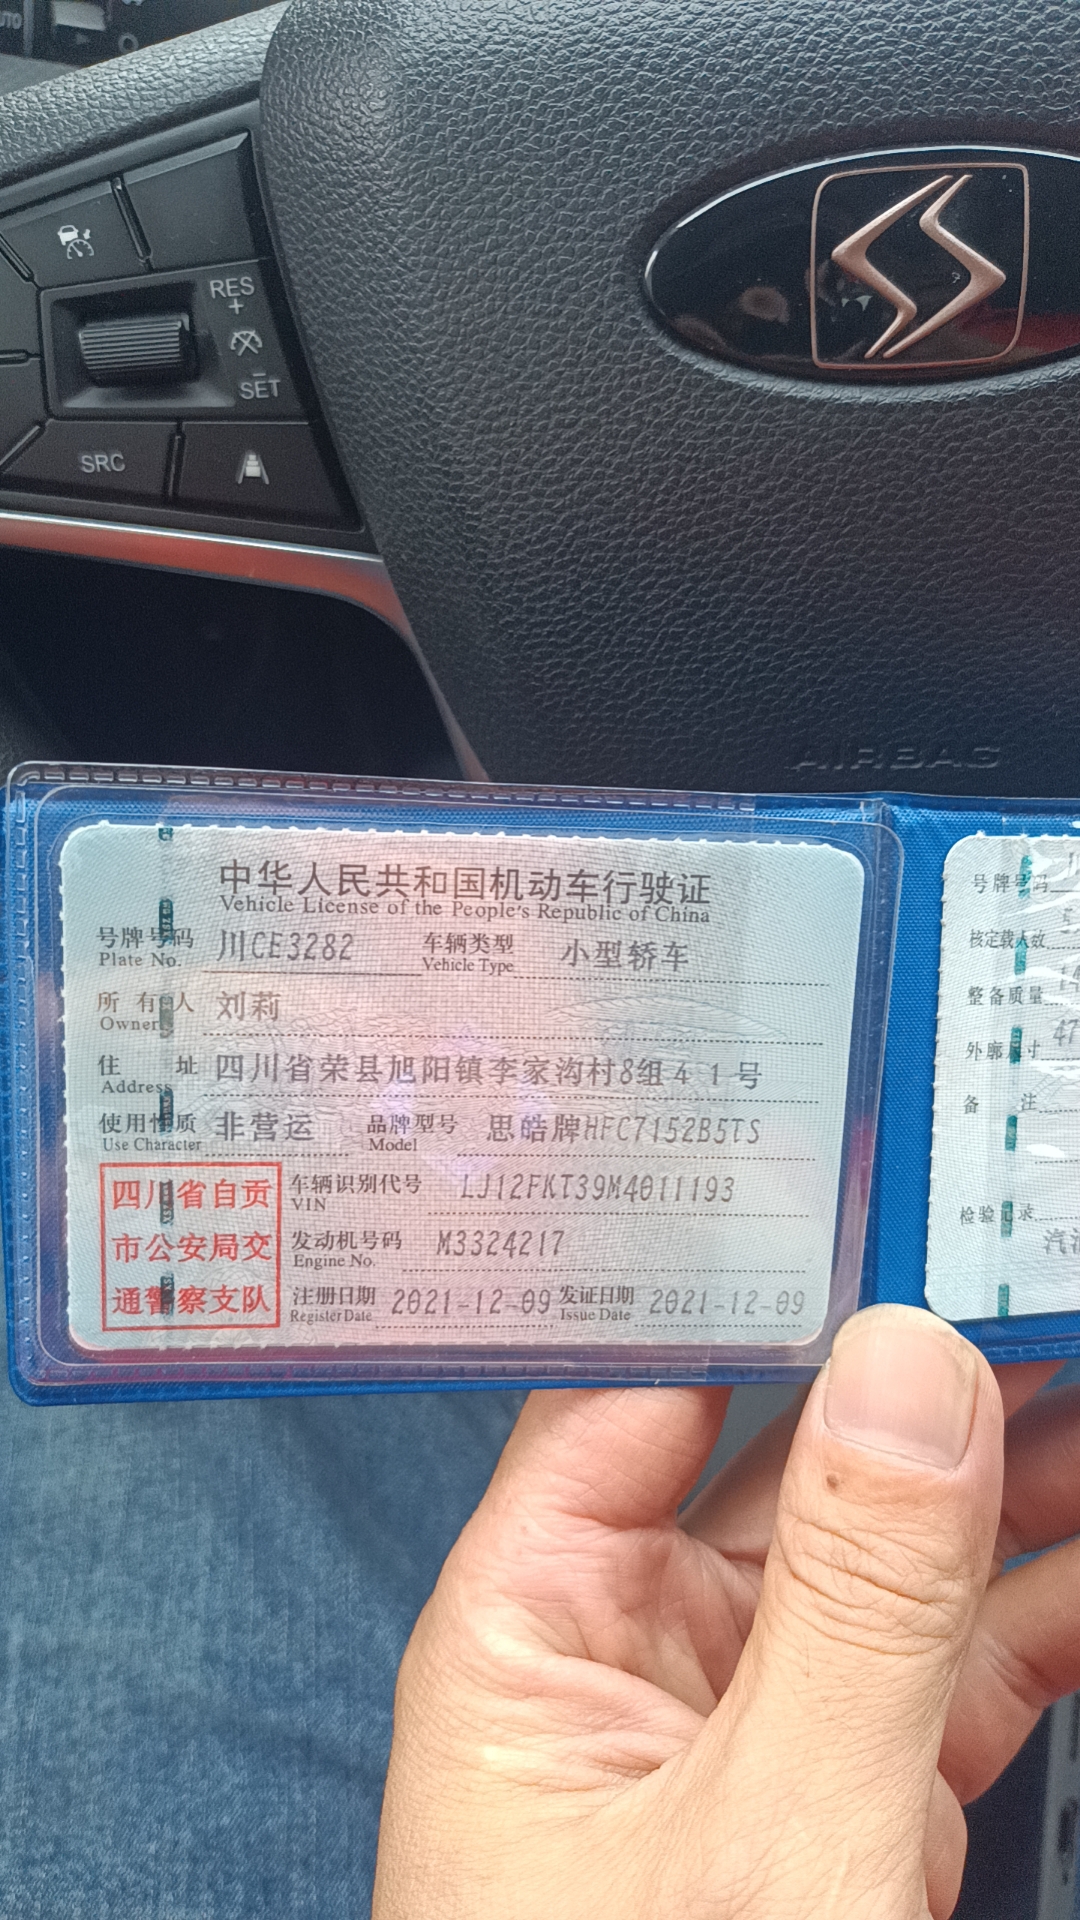 RES
+
SET
SRC
AIRBAG
中华人民共和国机动车行驶证
Vehicle License of the People's Republic of China
号牌号码 川CE3282 车辆类型 小型轿车
Plate No. Vehicle Type
所有人 刘莉
Owner
住址 四川省荣县旭阳镇李家沟村8组41号
Address
使用性质 非营运 品牌型号 思皓牌HFC7152B5TS
Use Character Model
四川省自贡
市公安局交
通警察支队
车辆识别代号 LJ12FKT39M4011193
VIN
发动机号码 M3324217
Engine No.
注册日期 2021-12-09 发证日期 2021-12-09
Register Date Issue Date
号牌号码
核定载人数
整备质量
外廓尺寸 47
备注
检验记录